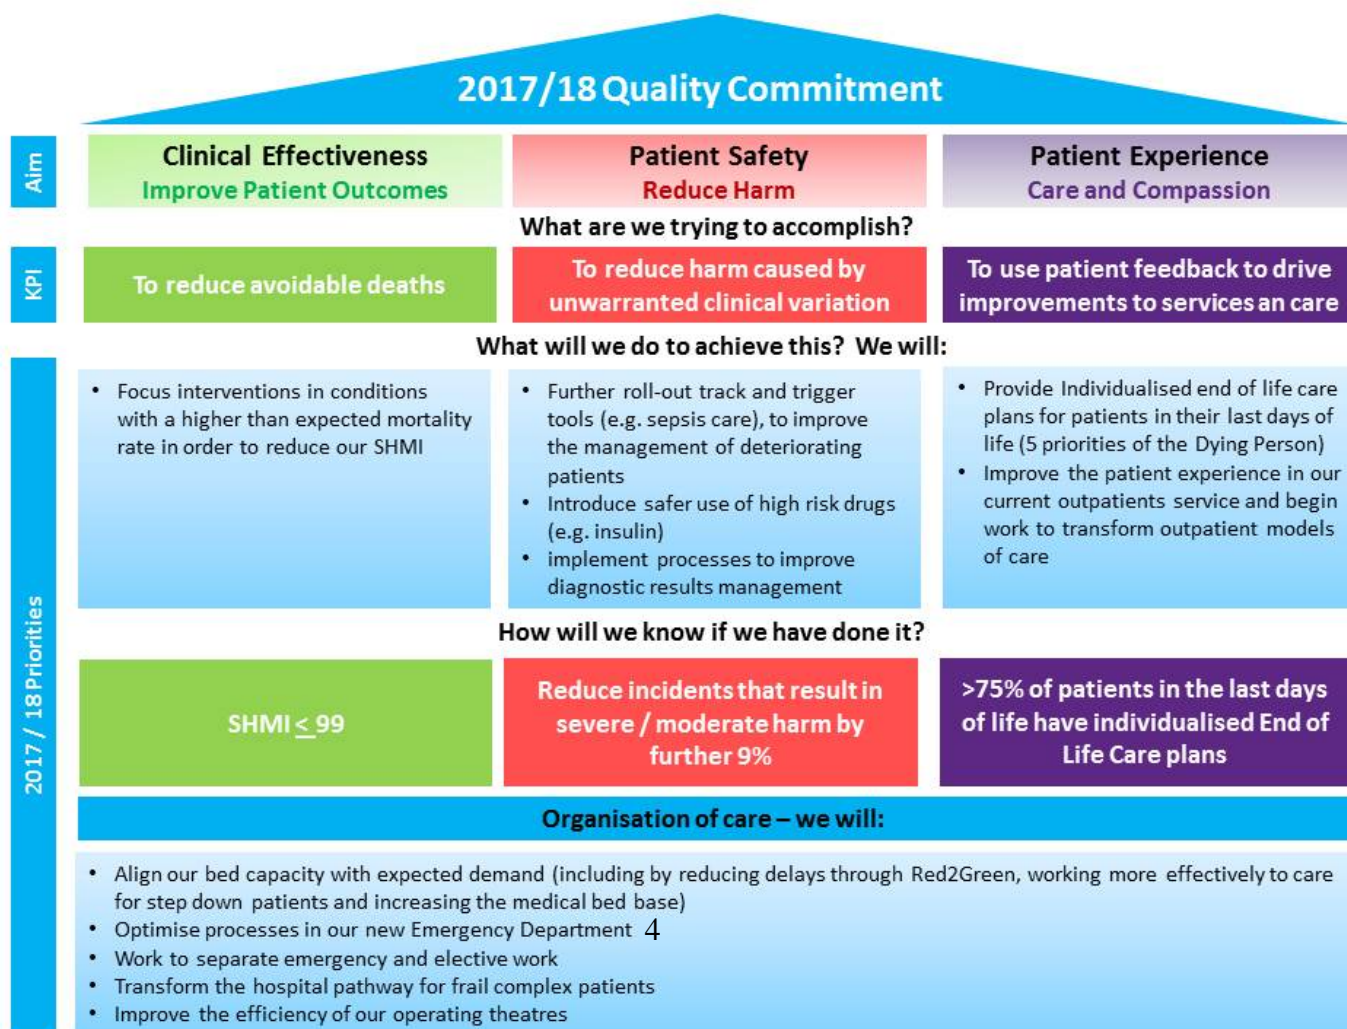 2017/18 Quality Commitment
Aim
Clinical Effectiveness
Improve Patient Outcomes
Patient Safety
Reduce Harm
Patient Experience
Care and Compassion
What are we trying to accomplish?
KPI
To reduce avoidable deaths
To reduce harm caused by
unwarranted clinical variation
To use patient feedback to drive
improvements to services an care
What will we do to achieve this? We will:
2017 / 18 Priorities
• Focus interventions in conditions
with a higher than expected mortality
rate in order to reduce our SHMI
• Further roll-out track and trigger
tools (e.g. sepsis care), to improve
the management of deteriorating
patients
• Introduce safer use of high risk drugs
(e.g. insulin)
• implement processes to improve
diagnostic results management
• Provide Individualised end of life care
plans for patients in their last days of
life (5 priorities of the Dying Person)
• Improve the patient experience in our
current outpatients service and begin
work to transform outpatient models
of care
How will we know if we have done it?
SHMI ≤ 99
Reduce incidents that result in
severe / moderate harm by
further 9%
>75% of patients in the last days
of life have individualised End of
Life Care plans
Organisation of care – we will:
• Align our bed capacity with expected demand (including by reducing delays through Red2Green, working more effectively to care
for step down patients and increasing the medical bed base)
• Optimise processes in our new Emergency Department 4
• Work to separate emergency and elective work
• Transform the hospital pathway for frail complex patients
• Improve the efficiency of our operating theatres